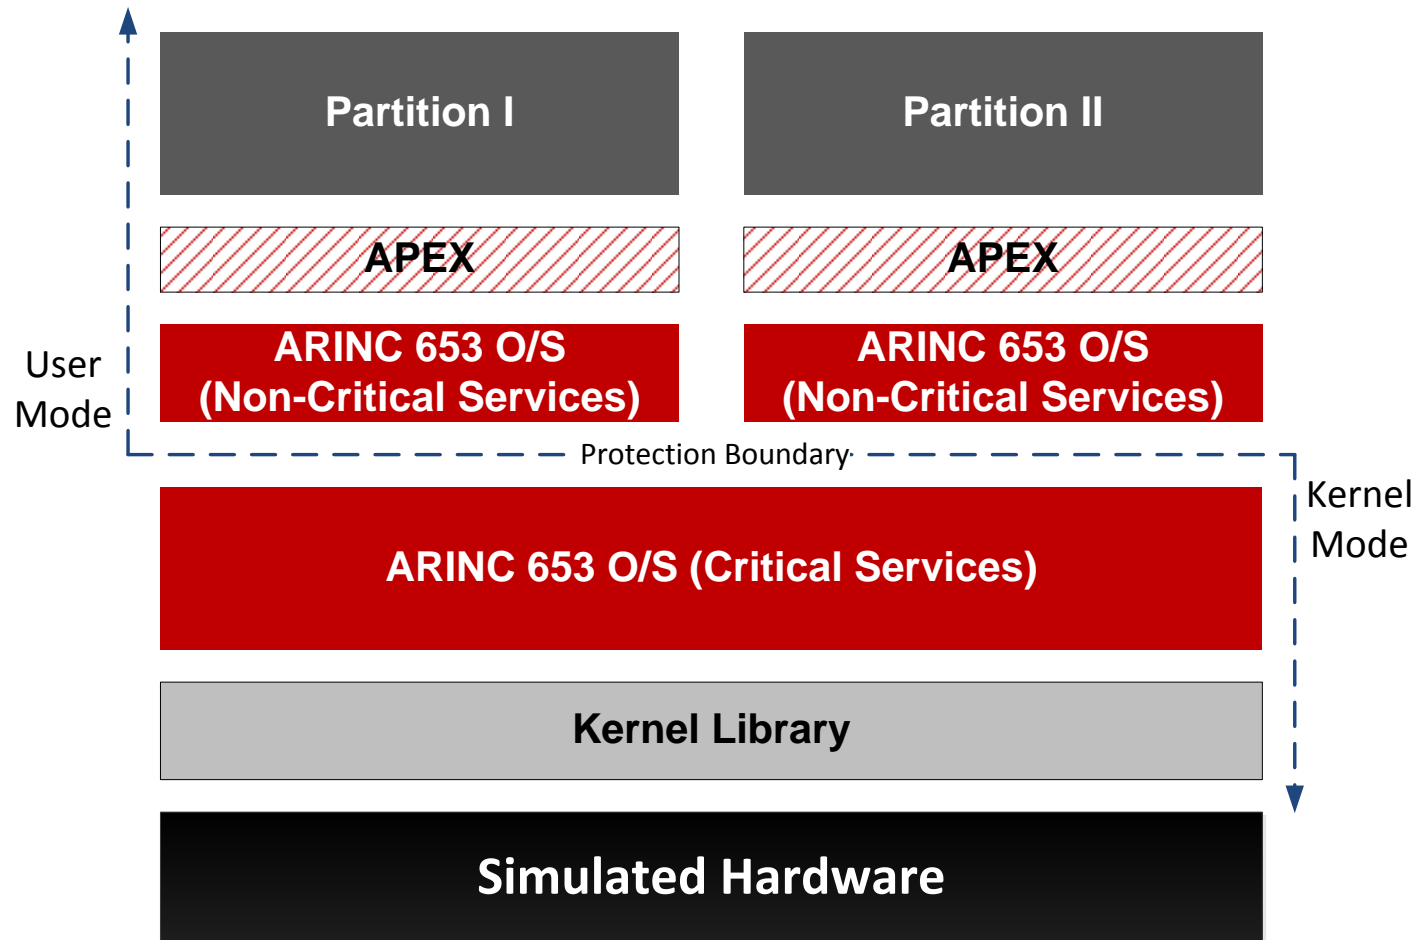 Partition I
Partition II
APEX
APEX
ARINC 653 O/S
(Non-Critical Services)
ARINC 653 O/S
(Non-Critical Services)
User
Mode
Protection Boundary
Kernel
Mode
ARINC 653 O/S (Critical Services)
Kernel Library
Simulated Hardware